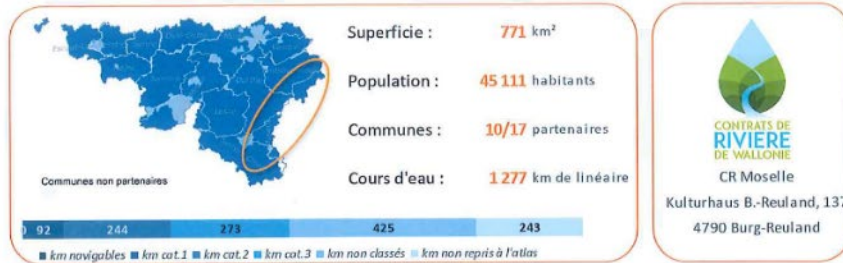 Superficie : 771 km²
Population : 45 111 habitants
Communes : 10/17 partenaires
Cours d'eau : 1 277 km de linéaire
Communes non partenaires
0 92 244 273 425 243
km navigables km cat.1 km cat.2 km cat.3 km non classés km non repris à l'atlas
CONTRATS DE
RIVIERE
DE WALLONIE
CR Moselle
Kulturhaus B.-Reuland, 137
4790 Burg-Reuland